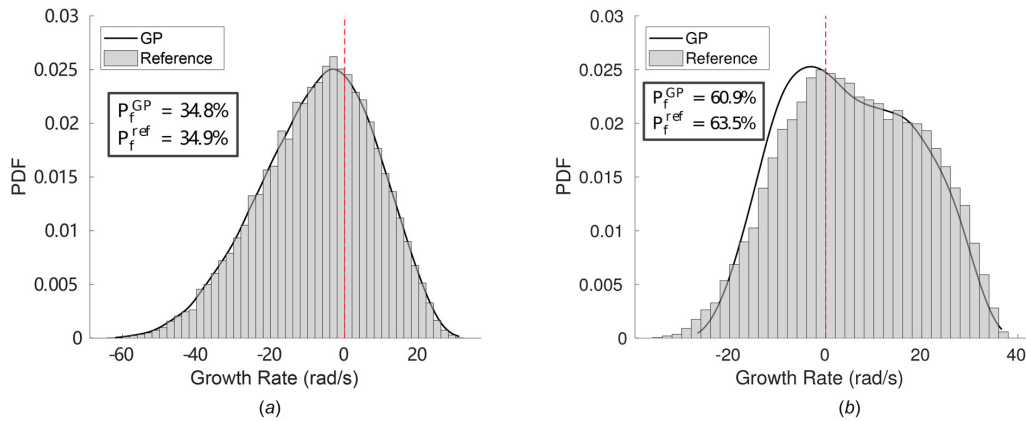 0.03
0.025
0.02
0.015
0.01
0.005
0
PDF
GP
Reference
P_f^GP = 34.8%
P_f^ref = 34.9%
-60 -40 -20 0 20
Growth Rate (rad/s)
(a)
0.03
0.025
0.02
0.015
0.01
0.005
0
PDF
GP
Reference
P_f^GP = 60.9%
P_f^ref = 63.5%
-20 0 20 40
Growth Rate (rad/s)
(b)